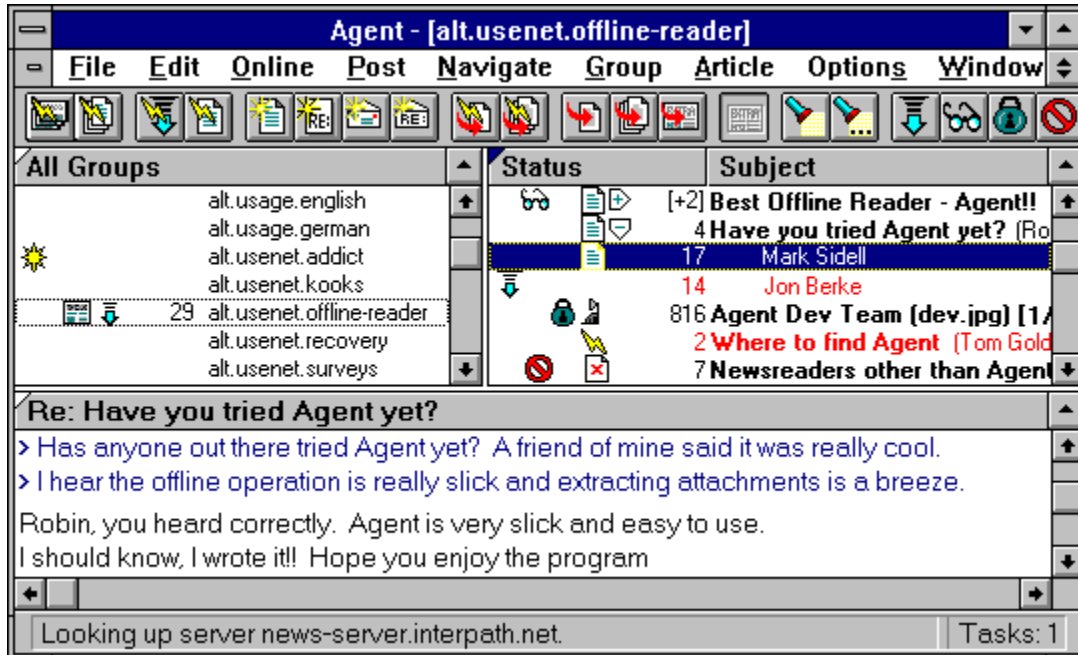 Agent - [alt.usenet.offline-reader]
File Edit Online Post Navigate Group Article Options Window
RE: RE:
All Groups
alt.usage.english
alt.usage.german
alt.usenet.addict
alt.usenet.kooks
29 alt.usenet.offline-reader
alt.usenet.recovery
alt.usenet.surveys
Status Subject
[+2] Best Offline Reader - Agent!!
4 Have you tried Agent yet? (Ro
17 Mark Sidell
14 Jon Berke
816 Agent Dev Team (dev.jpg) [1/
2 Where to find Agent (Tom Gold
7 Newsreaders other than Agent
Re: Have you tried Agent yet?
> Has anyone out there tried Agent yet? A friend of mine said it was really cool.
> I hear the offline operation is really slick and extracting attachments is a breeze.
Robin, you heard correctly. Agent is very slick and easy to use.
I should know, I wrote it!! Hope you enjoy the program
Looking up server news-server.interpath.net.
Tasks: 1